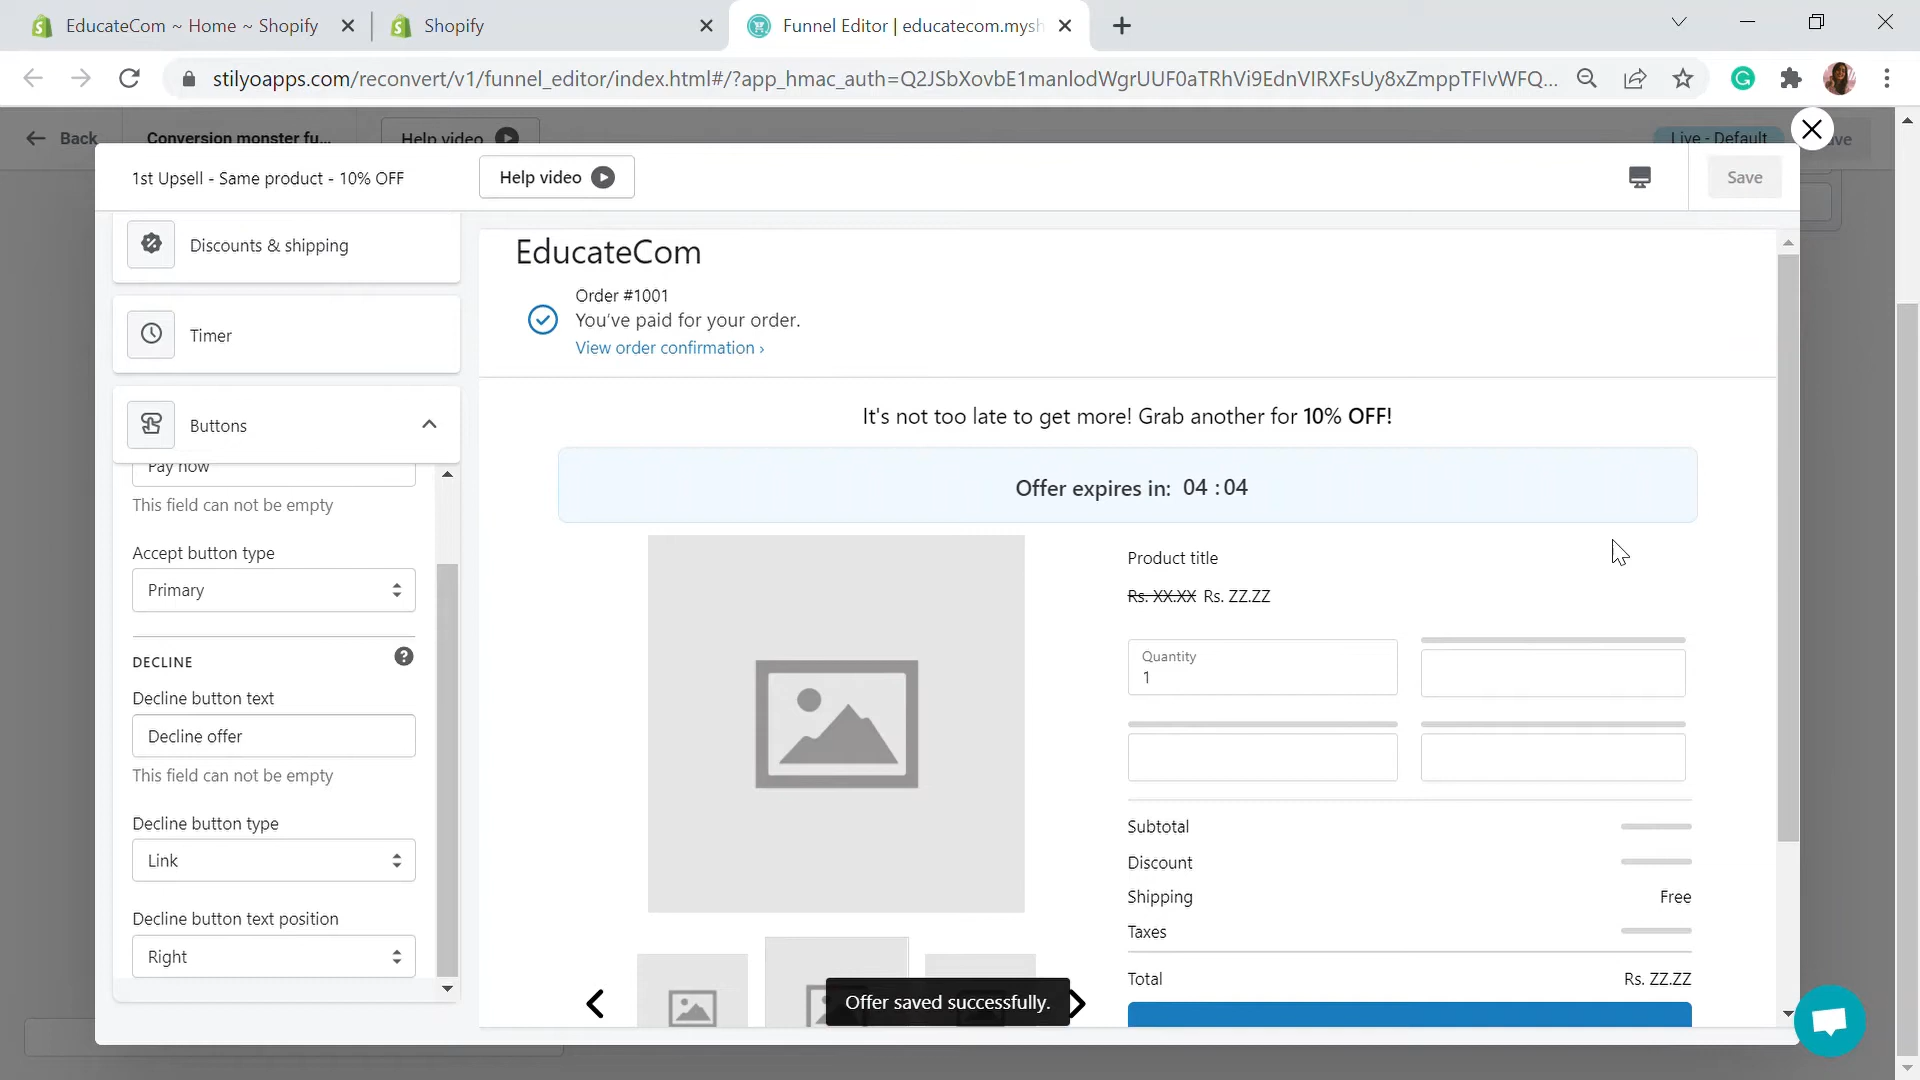 EducateCom ~ Home ~ Shopify
Shopify
Funnel Editor | educatecom.mysh
stilyoapps.com/reconvert/v1/funnel_editor/index.html#/?app_hmac_auth=Q2JSbXovbE1manlodWgrUUF0aTRhVi9EdnVIRXFsUy8xZmppTFIvWFQ...
Back
Conversion monster fu...
Help video
Live - Default
1st Upsell - Same product - 10% OFF
Help video
Save
Discounts & shipping
Timer
Buttons
Pay now
This field can not be empty
Accept button type
Primary
DECLINE
Decline button text
Decline offer
This field can not be empty
Decline button type
Link
Decline button text position
Right
EducateCom
Order #1001
You've paid for your order.
View order confirmation ›
It's not too late to get more! Grab another for 10% OFF!
Offer expires in: 04 : 04
Product title
Rs. XX.XX Rs. ZZ.ZZ
Quantity
1
Subtotal
Discount
Shipping Free
Taxes
Total Rs. ZZ.ZZ
Offer saved successfully.